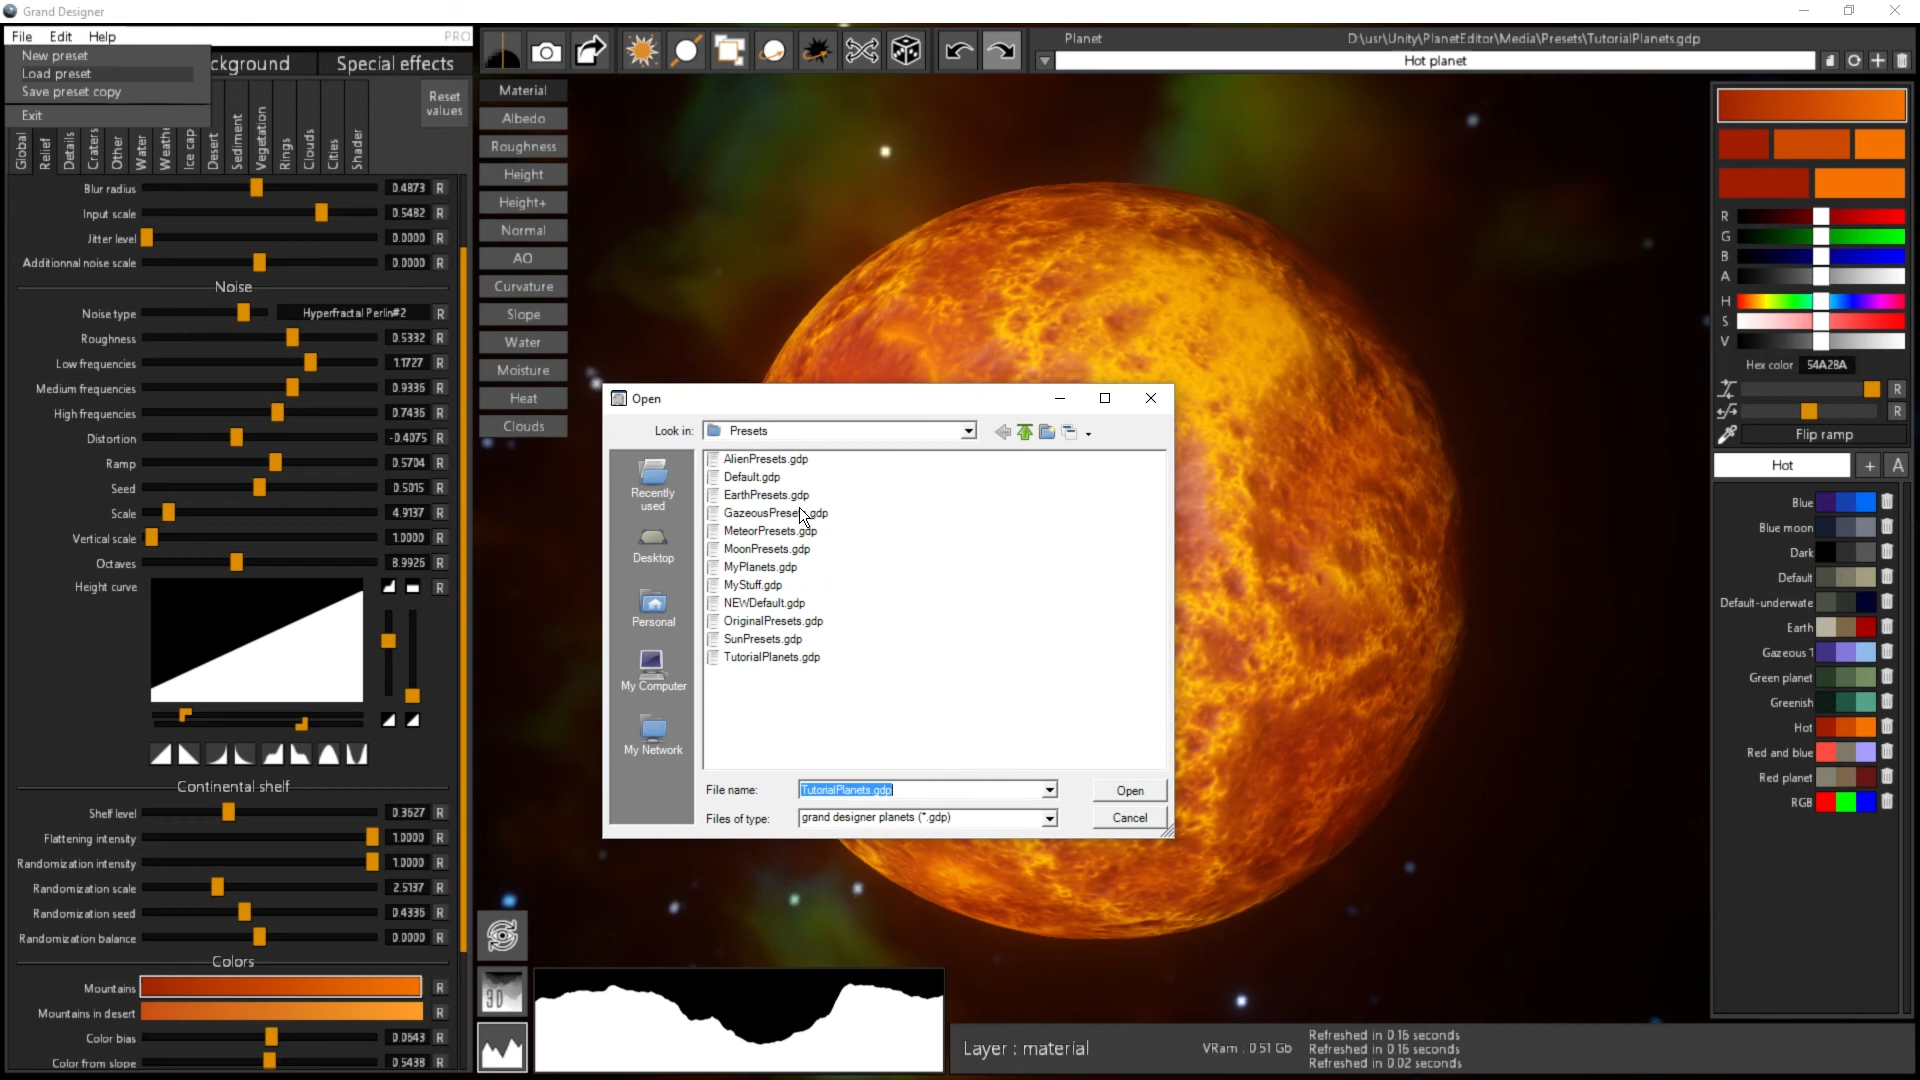 Grand Designer
File Edit Help PRO
New preset
Load preset
Save preset copy
Exit
ckground
Special effects
Reset values
Global
Relief
Details
Craters
Other
Water
Weathe
Ice cap
Desert
Sediment
Vegetation
Rings
Clouds
Cities
Shader
Blur radius 0.4873 R
Input scale 0.5482 R
Jitter level 0.0000 R
Additionnal noise scale 0.0000 R
Noise
Noise type Hyperfractal Perlin#2 R
Roughness 0.5332 R
Low frequencies 1.1727 R
Medium frequencies 0.9336 R
High frequencies 0.7436 R
Distortion -0.4075 R
Ramp 0.5704 R
Seed 0.5015 R
Scale 4.9137 R
Vertical scale 1.0000 R
Octaves 8.9926 R
Height curve R
Continental shelf
Shelf level 0.3627 R
Flattening intensity 1.0000 R
Randomization intensity 1.0000 R
Randomization scale 2.5137 R
Randomization seed 0.4336 R
Randomization balance 0.0000 R
Colors
Mountains R
Mountains in desert R
Color bias 0.0643 R
Color from slope 0.5438 R
Material
Albedo
Roughness
Height
Height+
Normal
AO
Curvature
Slope
Water
Moisture
Heat
Clouds
Planet
D:\usr\Unity\PlanetEditor\Media\Presets\TutorialPlanets.gdp
Hot planet
Open
Look in: Presets
Recently used
Desktop
Personal
My Computer
My Network
AlienPresets.gdp
Default.gdp
EarthPresets.gdp
GazeousPresets.gdp
MeteorPresets.gdp
MoonPresets.gdp
MyPlanets.gdp
MyStuff.gdp
NEWDefault.gdp
OriginalPresets.gdp
SunPresets.gdp
TutorialPlanets.gdp
File name: TutorialPlanets.gdp Open
Files of type: grand designer planets (*.gdp) Cancel
R
G
B
A
H
S
V
Hex color 54A28A
R
R
Flip ramp
Hot + A
Blue
Blue moon
Dark
Default
Default-underwate
Earth
Gazeous 1
Green planet
Greenish
Hot
Red and blue
Red planet
RGB
3D
Layer : material
VRam : 0.51 Gb
Refreshed in 0.16 seconds
Refreshed in 0.16 seconds
Refreshed in 0.02 seconds